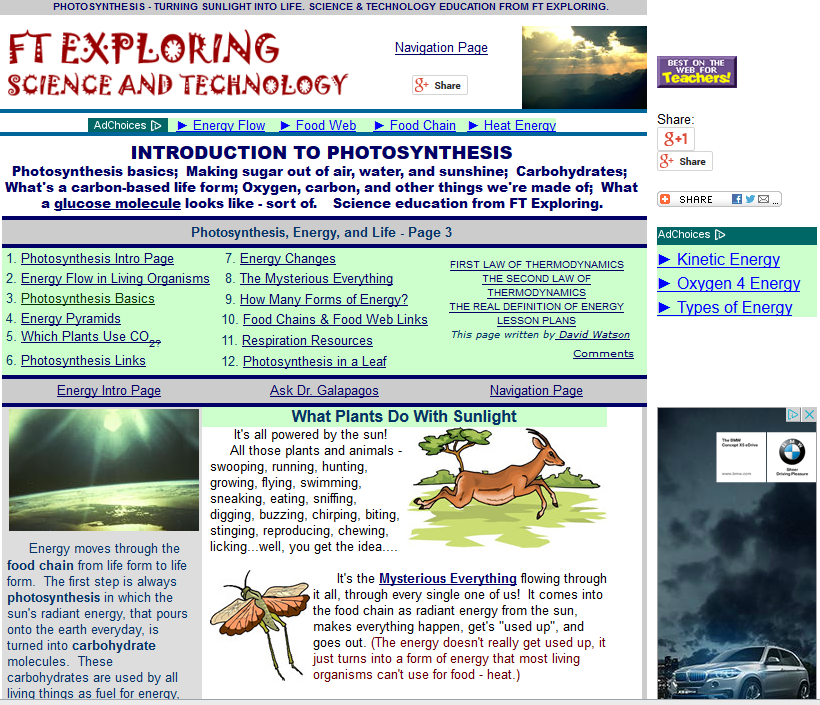 PHOTOSYNTHESIS - TURNING SUNLIGHT INTO LIFE. SCIENCE & TECHNOLOGY EDUCATION FROM FT EXPLORING.
FT EXPLORING
SCIENCE AND TECHNOLOGY
Navigation Page
g+ Share
BEST ON THE
WEB FOR
Teachers!
Share:
g+1
g+ Share
SHARE ...
AdChoices
► Energy Flow ► Food Web ► Food Chain ► Heat Energy
INTRODUCTION TO PHOTOSYNTHESIS
Photosynthesis basics; Making sugar out of air, water, and sunshine; Carbohydrates;
What's a carbon-based life form; Oxygen, carbon, and other things we're made of; What
a glucose molecule looks like - sort of. Science education from FT Exploring.
Photosynthesis, Energy, and Life - Page 3
1. Photosynthesis Intro Page
2. Energy Flow in Living Organisms
3. Photosynthesis Basics
4. Energy Pyramids
5. Which Plants Use CO2?
6. Photosynthesis Links
7. Energy Changes
8. The Mysterious Everything
9. How Many Forms of Energy?
10. Food Chains & Food Web Links
11. Respiration Resources
12. Photosynthesis in a Leaf
FIRST LAW OF THERMODYNAMICS
THE SECOND LAW OF
THERMODYNAMICS
THE REAL DEFINITION OF ENERGY
LESSON PLANS
This page written by David Watson
Comments
AdChoices
► Kinetic Energy
► Oxygen 4 Energy
► Types of Energy
Energy Intro Page Ask Dr. Galapagos Navigation Page
Energy moves through the
food chain from life form to life
form. The first step is always
photosynthesis in which the
sun's radiant energy, that pours
onto the earth everyday, is
turned into carbohydrate
molecules. These
carbohydrates are used by all
living things as fuel for energy,
What Plants Do With Sunlight
It's all powered by the sun!
All those plants and animals -
swooping, running, hunting,
growing, flying, swimming,
sneaking, eating, sniffing,
digging, buzzing, chirping, biting,
stinging, reproducing, chewing,
licking...well, you get the idea....
It's the Mysterious Everything flowing through
it all, through every single one of us! It comes into
the food chain as radiant energy from the sun,
makes everything happen, get's "used up", and
goes out. (The energy doesn't really get used up, it
just turns into a form of energy that most living
organisms can't use for food - heat.)
The BMW
Concept X5 eDrive
www.bmw.com
BMW
Sheer
Driving Pleasure